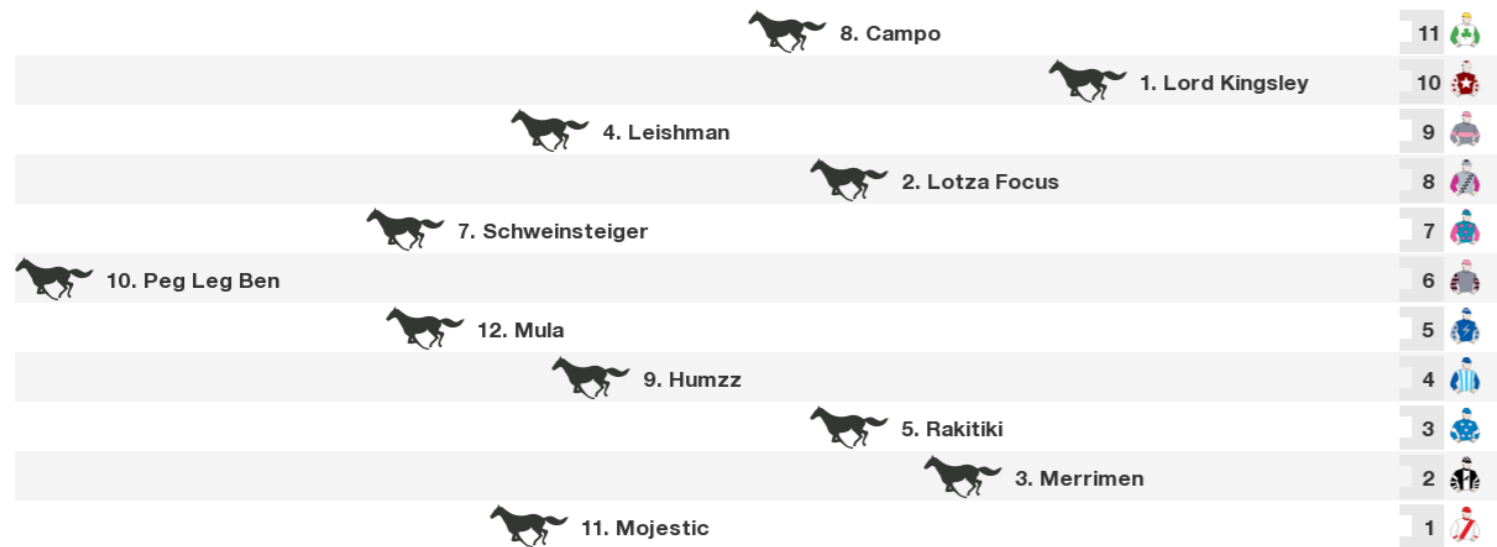 8. Campo 11
1. Lord Kingsley 10
4. Leishman 9
2. Lotza Focus 8
7. Schweinsteiger 7
10. Peg Leg Ben 6
12. Mula 5
9. Humzz 4
5. Rakitiki 3
3. Merrimen 2
11. Mojestic 1